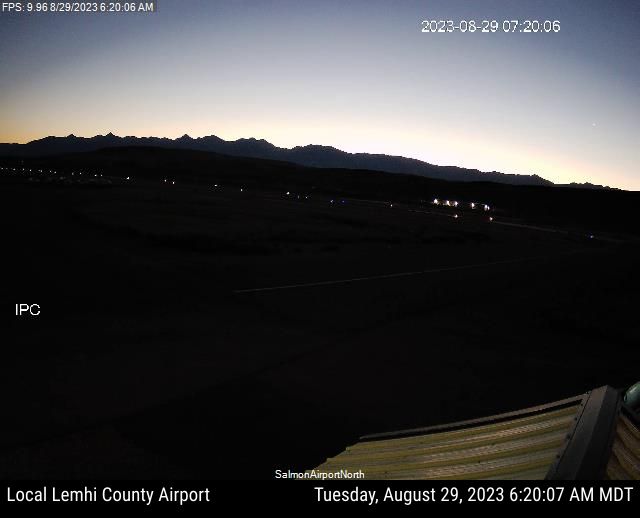 FPS: 9.96 8/29/2023 6:20:06 AM
2023-08-29 07:20:06
IPC
SalmonAirportNorth
Local Lemhi County Airport
Tuesday, August 29, 2023 6:20:07 AM MDT